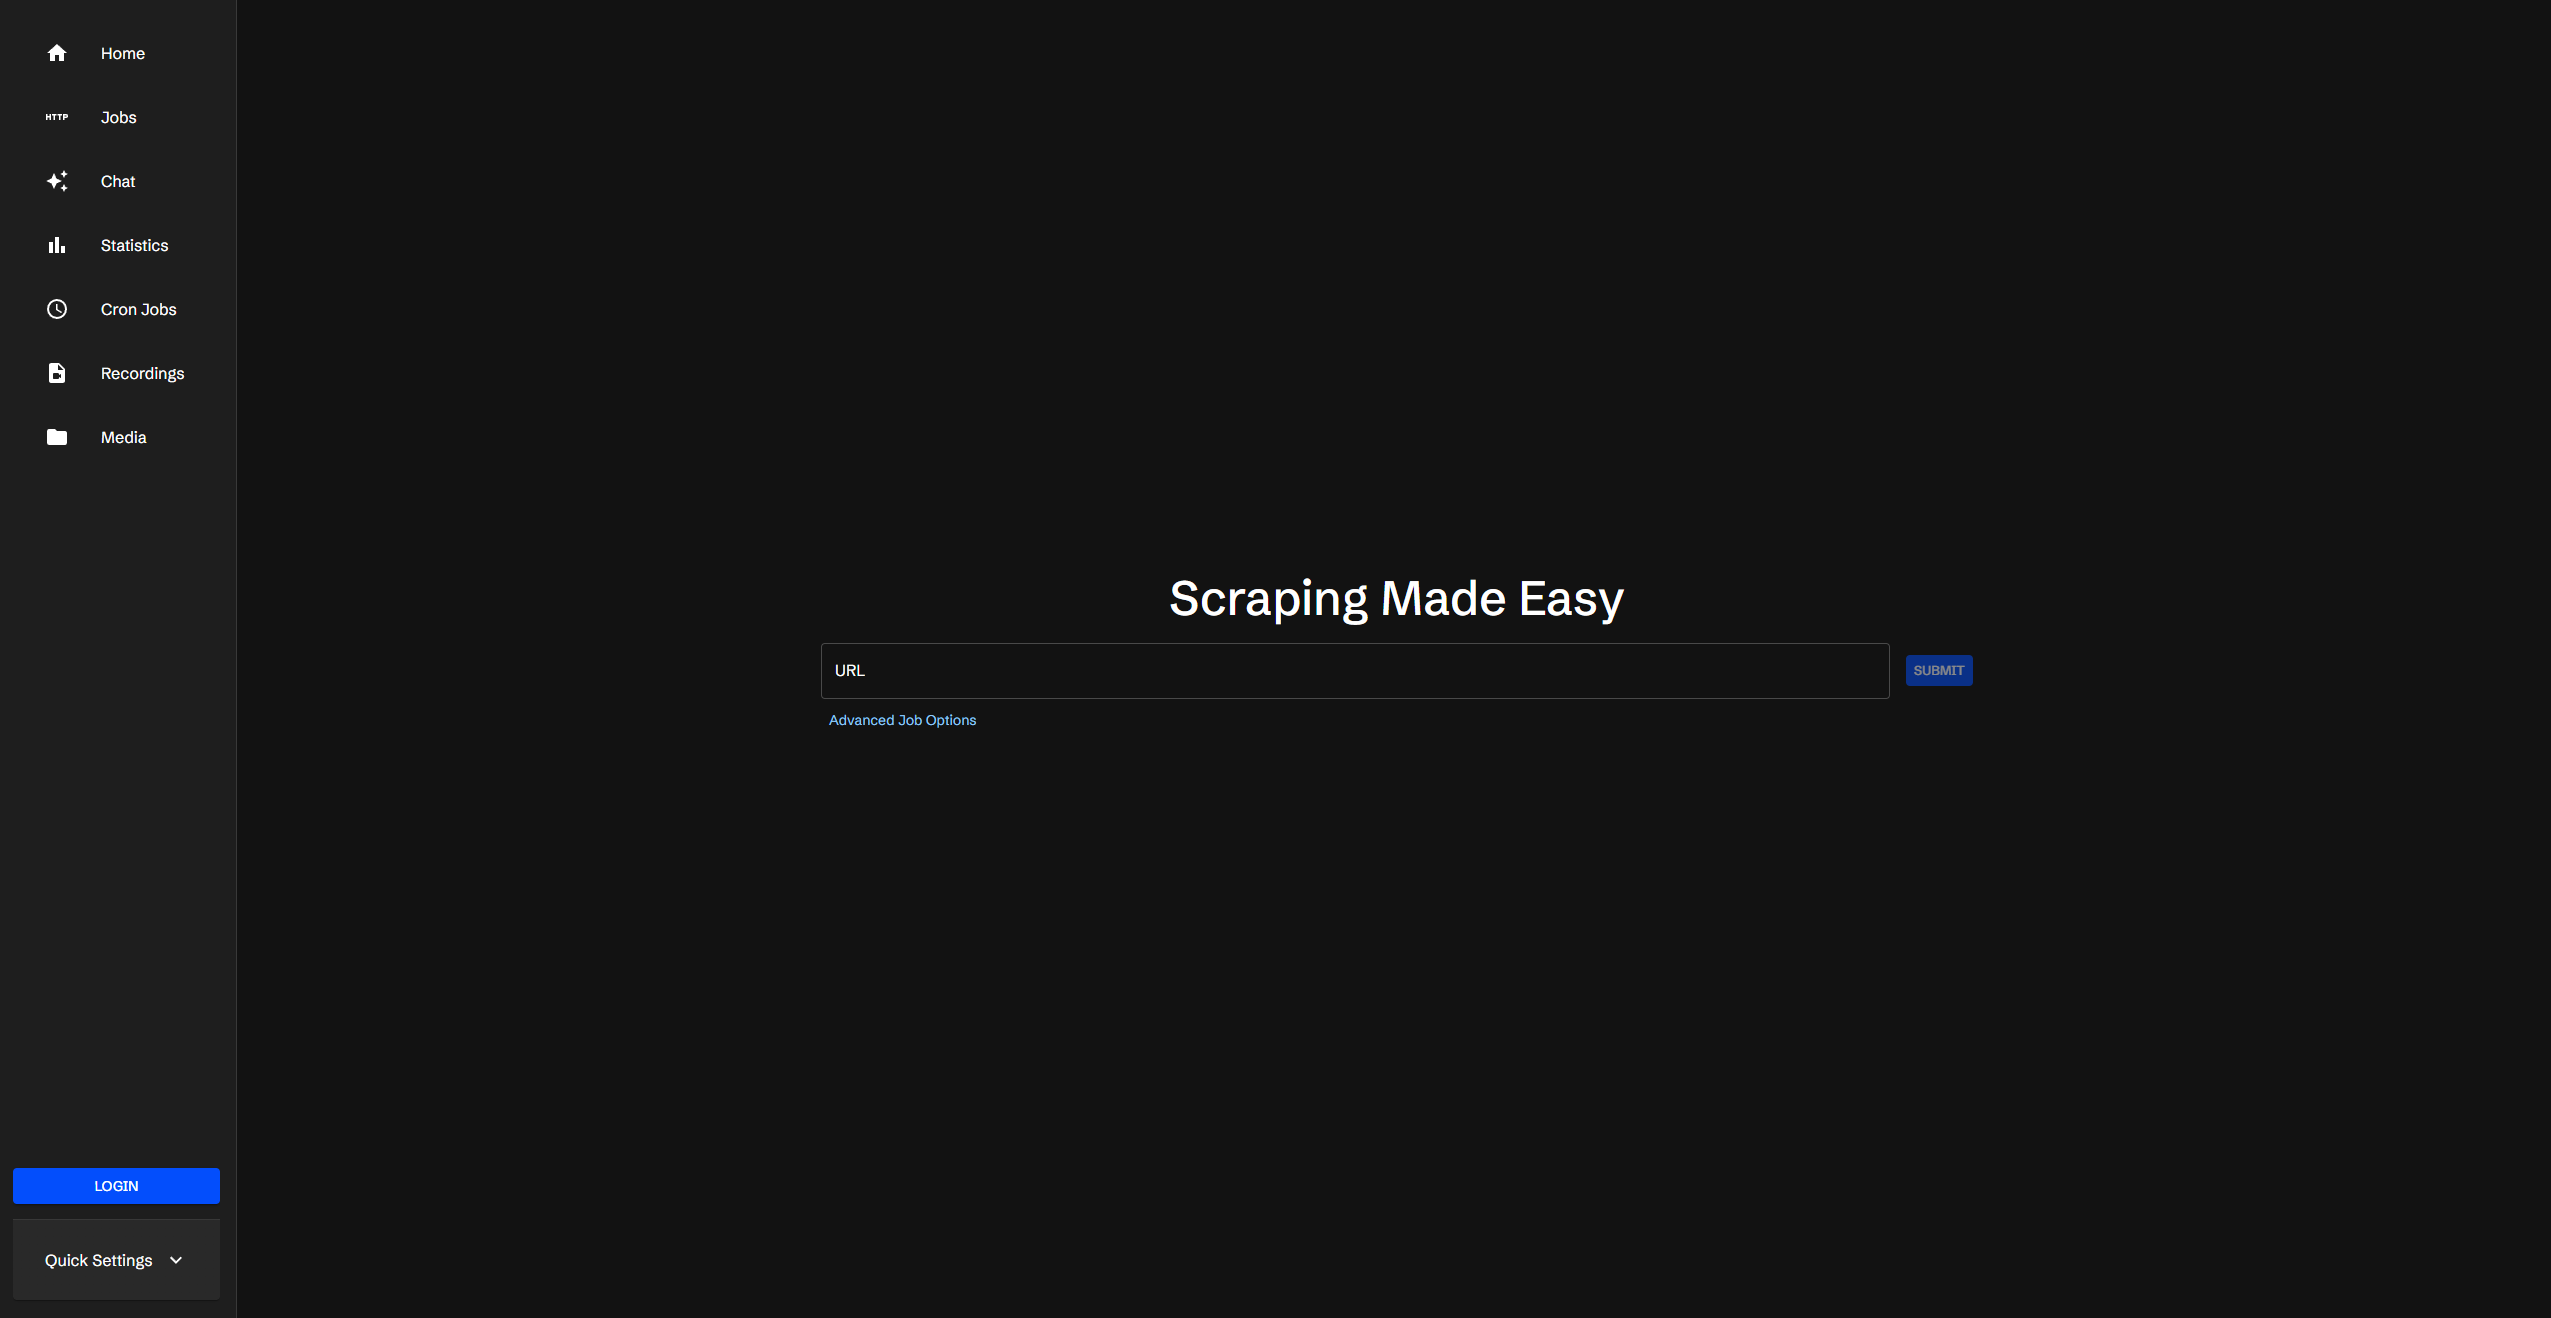 Home
HTTP Jobs
Chat
Statistics
Cron Jobs
Recordings
Media
Scraping Made Easy
URL
SUBMIT
Advanced Job Options
LOGIN
Quick Settings